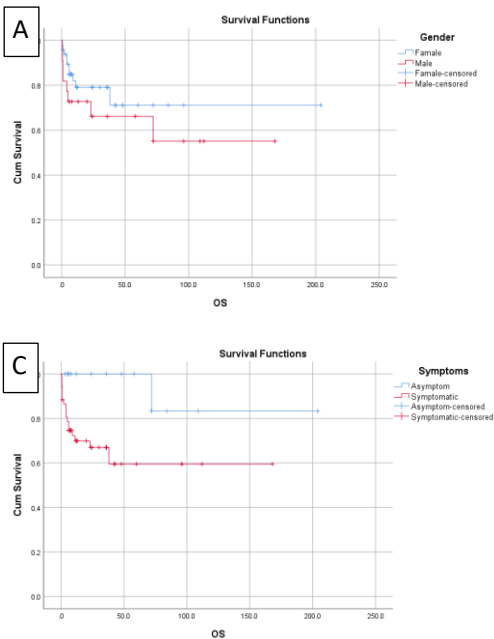 A
Survival Functions
Gender
Famale
Male
Famale-censored
Male-censored
Cum Survival
1.0
0.8
0.6
0.4
0.2
0.0
.0 50.0 100.0 150.0 200.0 250.0
OS
C
Survival Functions
Symptoms
Asymptom
Symptomatic
Asymptom-censored
Symptomatic-censored
Cum Survival
0.8
0.6
0.4
0.2
0.0
.0 50.0 100.0 150.0 200.0 250.0
OS